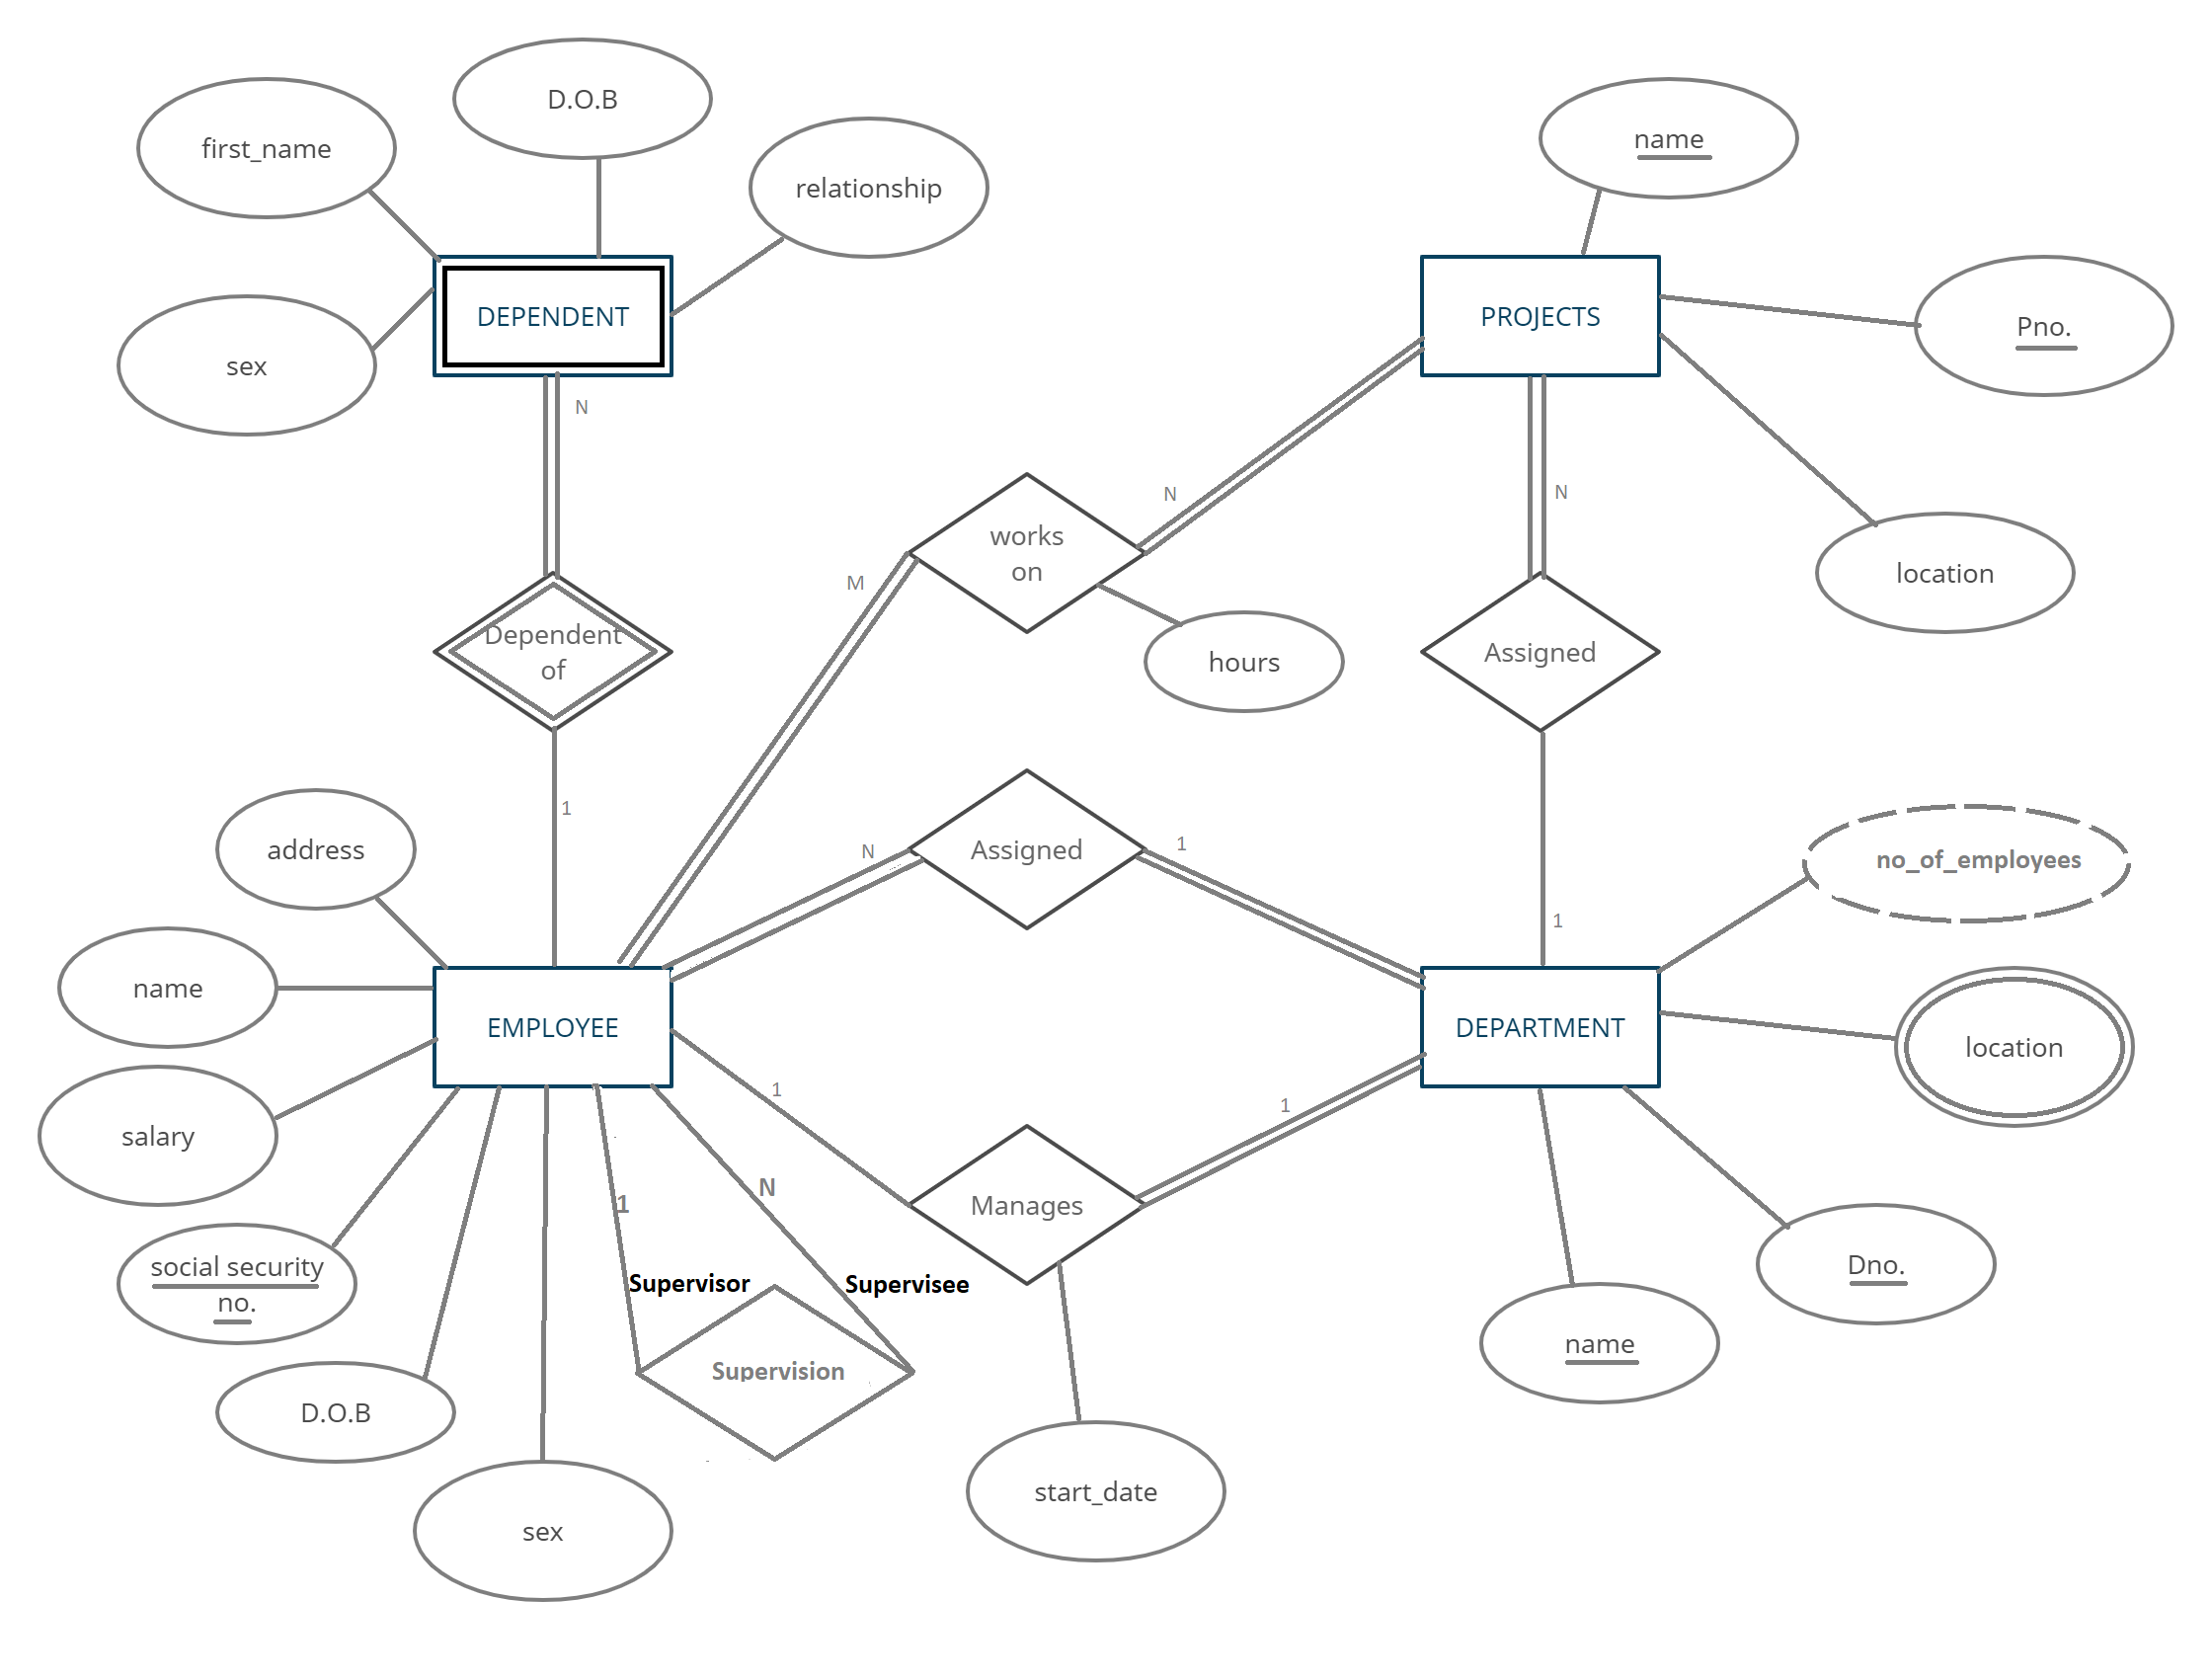 D.O.B
first_name
name
relationship
DEPENDENT
PROJECTS
Pno.
sex
N
N
N
works
on
M
location
Dependent
of
hours
Assigned
1
address
N
Assigned
1
no_of_employees
1
name
EMPLOYEE
DEPARTMENT
location
1
1
salary
N
1
Manages
social security
no.
Supervisor
Supervisee
Dno.
name
Supervision
D.O.B
start_date
sex